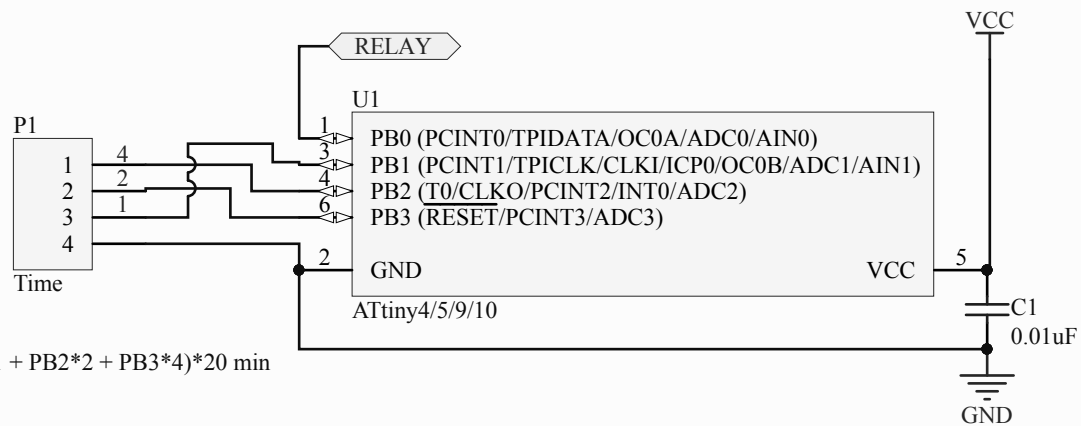 VCC
RELAY
U1
P1
1
PB0 (PCINT0/TPIDATA/OC0A/ADC0/AIN0)
1
4
3
PB1 (PCINT1/TPICLK/CLKI/ICP0/OC0B/ADC1/AIN1)
2
2
4
PB2 (T0/CLKO/PCINT2/INT0/ADC2)
3
1
6
PB3 (RESET/PCINT3/ADC3)
4
2
GND
VCC
5
Time
ATtiny4/5/9/10
C1
0.01uF
+ PB2*2 + PB3*4)*20 min
GND